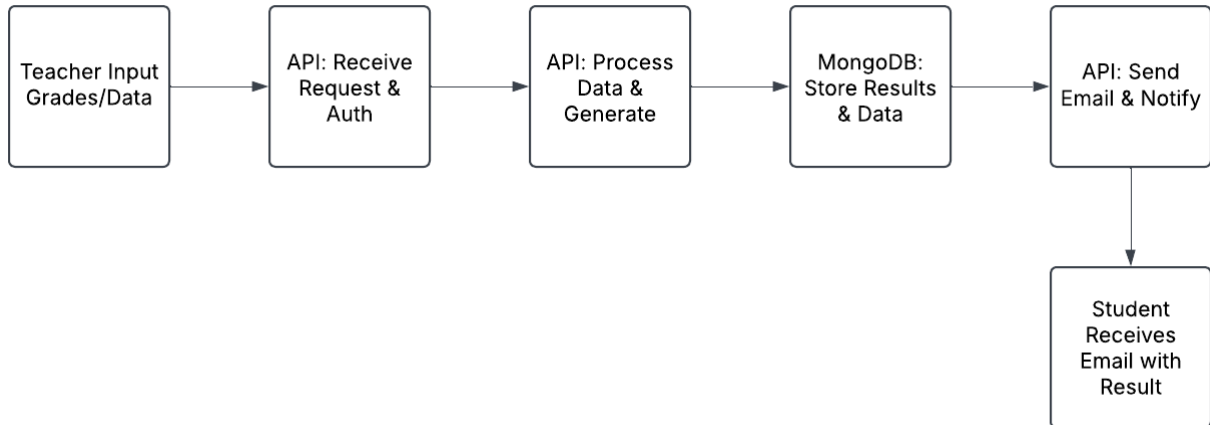 Teacher Input
Grades/Data
API: Receive
Request &
Auth
API: Process
Data &
Generate
MongoDB:
Store Results
& Data
API: Send
Email & Notify
Student
Receives
Email with
Result